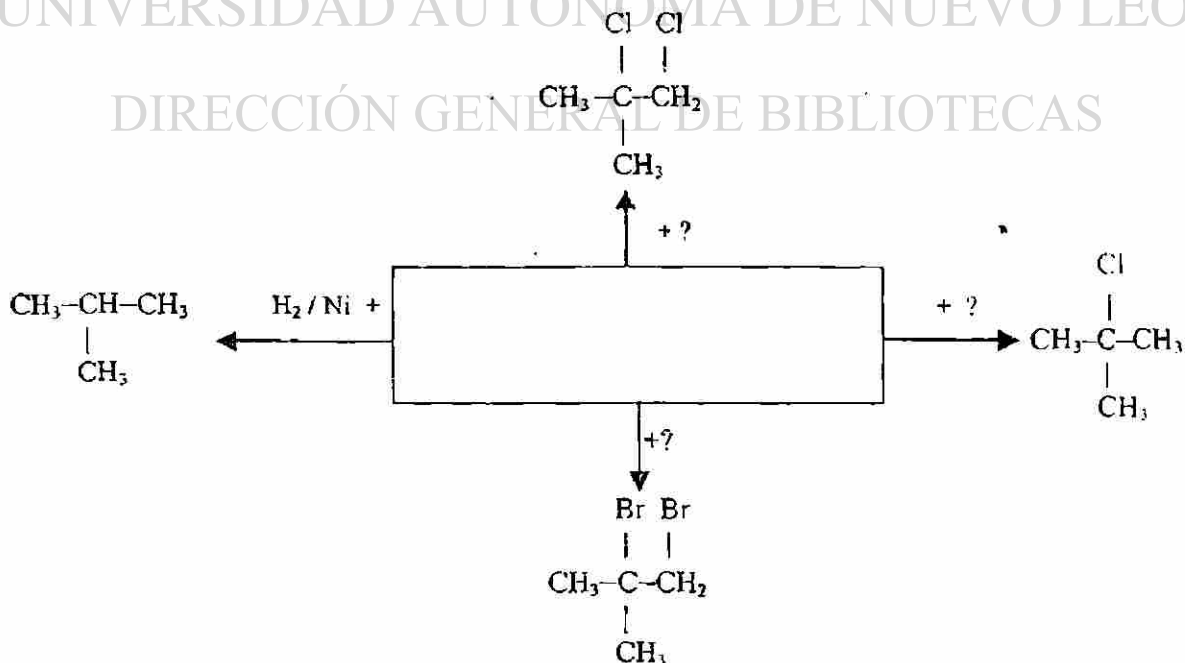 UNIVERSIDAD AUTÓNOMA DE NUEVO LEÓ
Cl Cl
CH₃-C-CH₂
DIRECCIÓN GENERAL DE BIBLIOTECAS
CH₃
+ ?
CH₃-CH-CH₃
CH₃
H₂ / Ni +
+ ?
Cl
CH₃-C-CH₃
CH₃
+?
Br Br
CH₃-C-CH₂
CH₃